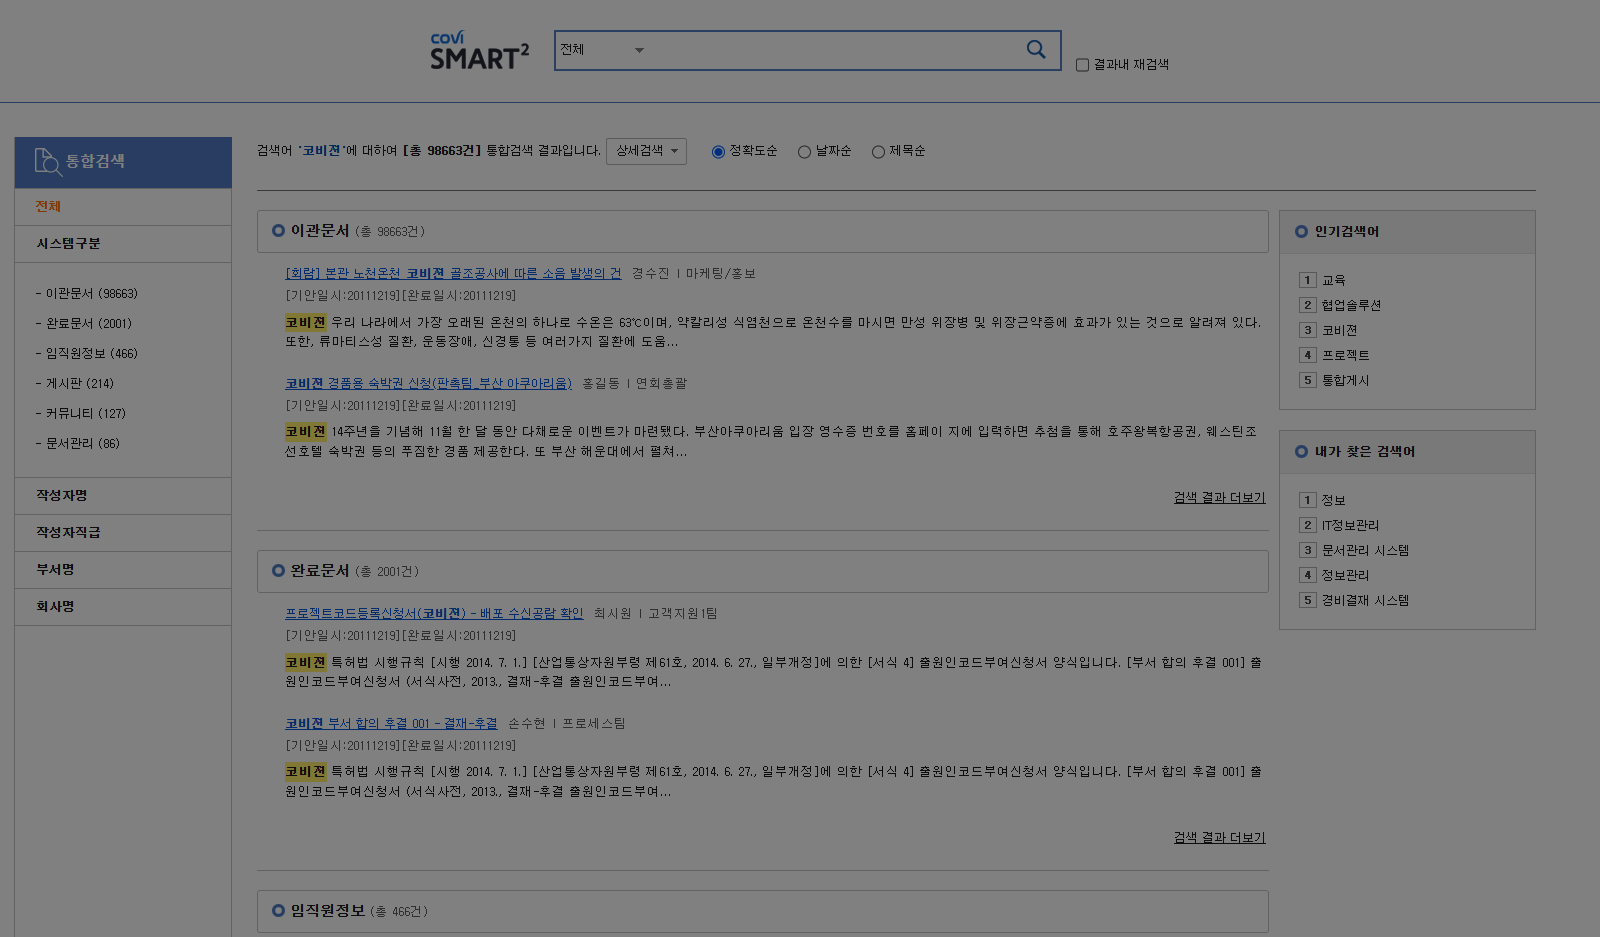 covi
SMART2
전체
결과내 재검색
통합검색
전체
시스템구분
- 이관문서 (98663)
- 완료문서 (2001)
- 임직원정보 (466)
- 게시판 (214)
- 커뮤니티 (127)
- 문서관리 (86)
작성자명
작성자직급
부서명
회사명
검색어 '코비젼'에 대하여 [총 98663건] 통합검색 결과입니다. 상세검색 정확도순 날짜순 제목순
이관문서 (총 98663건)
[회람] 본관 노천온천 코비젼 골조공사에 따른 소음 발생의 건 경수진 ㅣ 마케팅/홍보
[기안일시:20111219][완료일시:20111219]
코비젼 우리 나라에서 가장 오래된 온천의 하나로 수온은 63℃이며, 약칼리성 식염천으로 온천수를 마시면 만성 위장병 및 위장근약증에 효과가 있는 것으로 알려져 있다.
또한, 류마티스성 질환, 운동장애, 신경통 등 여러가지 질환에 도움...
코비젼 경품용 숙박권 신청(판촉팀_부산 아쿠아리움) 홍길동 ㅣ 연회총괄
[기안일시:20111219][완료일시:20111219]
코비젼 14주년을 기념해 11월 한 달 동안 다채로운 이벤트가 마련됐다. 부산아쿠아리움 입장 영수증 번호를 홈페이 지에 입력하면 추첨을 통해 호주왕복항공권, 웨스틴조
선호텔 숙박권 등의 푸짐한 경품 제공한다. 또 부산 해운대에서 펼쳐...
검색 결과 더보기
완료문서 (총 2001건)
프로젝트코드등록신청서(코비젼) - 배포 수신공람 확인 최시원 ㅣ 고객지원1팀
[기안일시:20111219][완료일시:20111219]
코비젼 특허법 시행규칙 [시행 2014. 7. 1.] [산업통상자원부령 제61호, 2014. 6. 27., 일부개정]에 의한 [서식 4] 출원인코드부여신청서 양식입니다. [부서 합의 후결 001] 출
원인코드부여신청서 (서식사전, 2013., 결재-후결 출원인코드부여...
코비젼 부서 합의 후결 001 - 결재-후결 손수현 ㅣ 프로세스팀
[기안일시:20111219][완료일시:20111219]
코비젼 특허법 시행규칙 [시행 2014. 7. 1.] [산업통상자원부령 제61호, 2014. 6. 27., 일부개정]에 의한 [서식 4] 출원인코드부여신청서 양식입니다. [부서 합의 후결 001] 출
원인코드부여신청서 (서식사전, 2013., 결재-후결 출원인코드부여...
검색 결과 더보기
임직원정보 (총 466건)
인기검색어
1 교육
2 협업솔루션
3 코비젼
4 프로젝트
5 통합게시
내가 찾은 검색어
1 정보
2 IT정보관리
3 문서관리 시스템
4 정보관리
5 경비결재 시스템